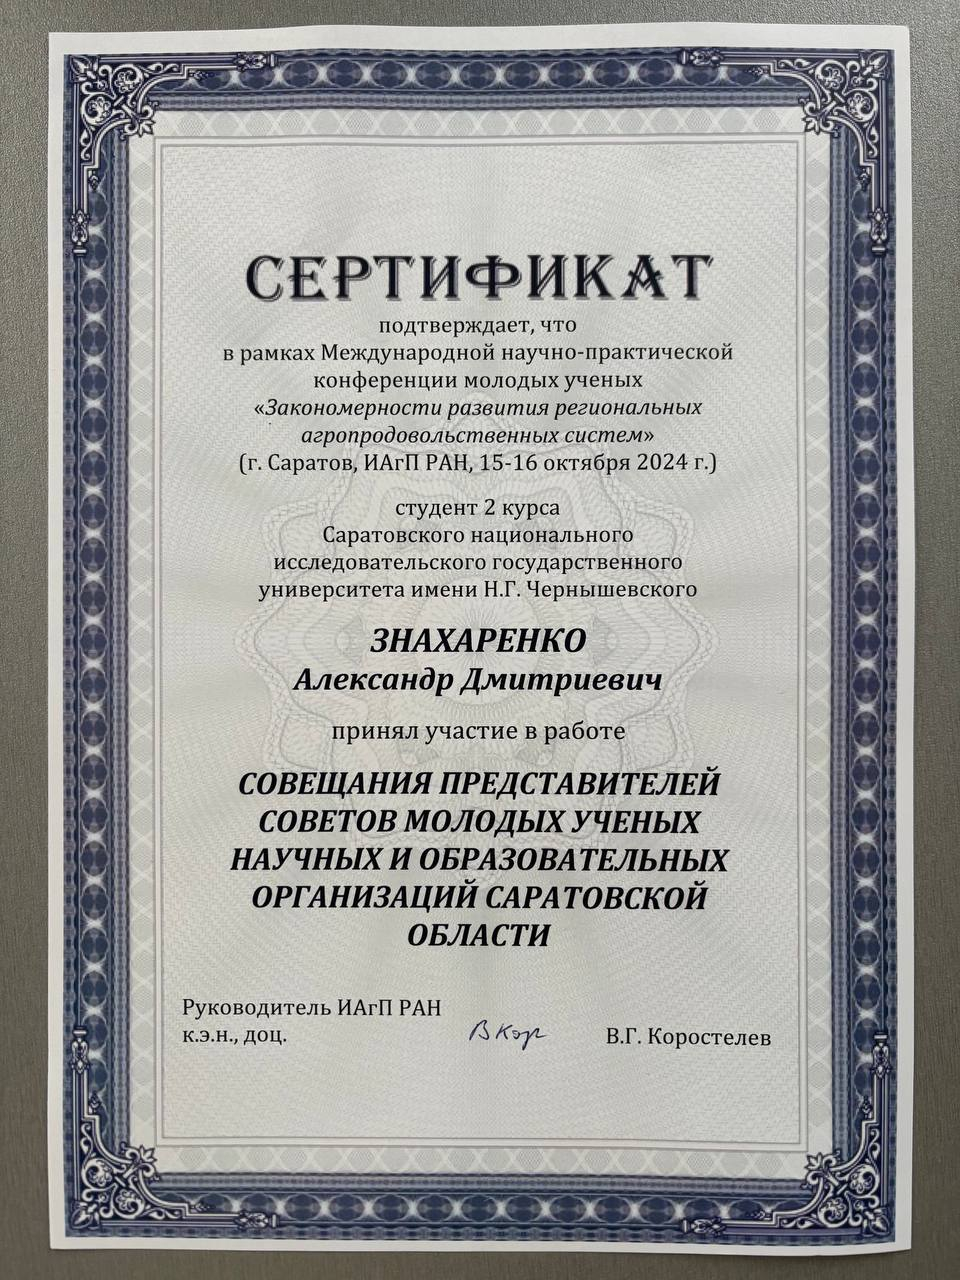 СЕРТИФИКАТ
подтверждает, что
в рамках Международной научно-практической
конференции молодых ученых
«Закономерности развития региональных
агропродовольственных систем»
(г. Саратов, ИАгП РАН, 15-16 октября 2024 г.)
студент 2 курса
Саратовского национального
исследовательского государственного
университета имени Н.Г. Чернышевского
ЗНАХАРЕНКО
Александр Дмитриевич
принял участие в работе
СОВЕЩАНИЯ ПРЕДСТАВИТЕЛЕЙ
СОВЕТОВ МОЛОДЫХ УЧЕНЫХ
НАУЧНЫХ И ОБРАЗОВАТЕЛЬНЫХ
ОРГАНИЗАЦИЙ САРАТОВСКОЙ
ОБЛАСТИ
Руководитель ИАгП РАН
к.э.н., доц. ВКор В.Г. Коростелев